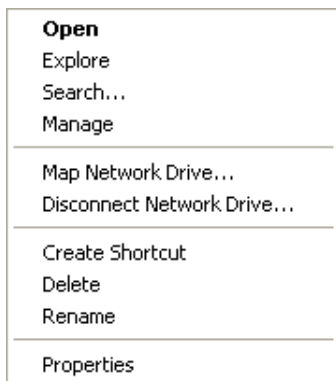 Open
Explore
Search...
Manage
Map Network Drive...
Disconnect Network Drive...
Create Shortcut
Delete
Rename
Properties